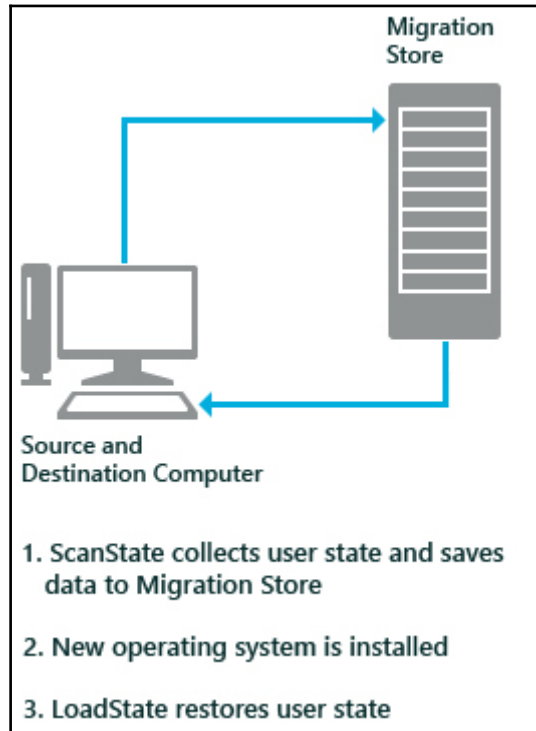 Migration
Store
Source and
Destination Computer
1. ScanState collects user state and saves
data to Migration Store
2. New operating system is installed
3. LoadState restores user state